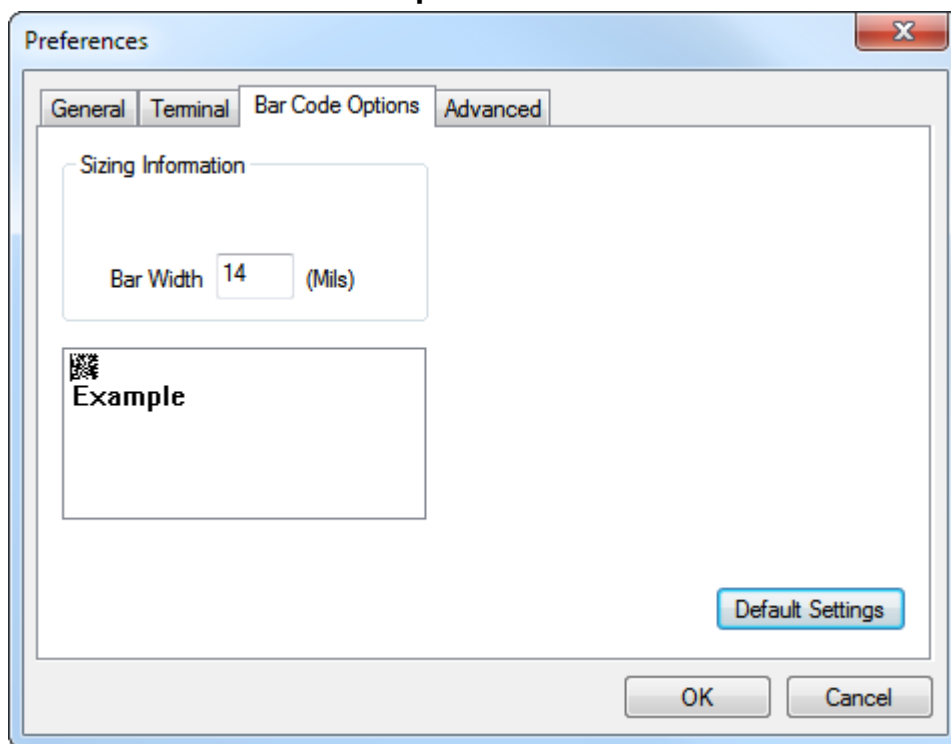 Preferences
General Terminal Bar Code Options Advanced
Sizing Information
Bar Width 14 (Mils)
Example
Default Settings
OK Cancel